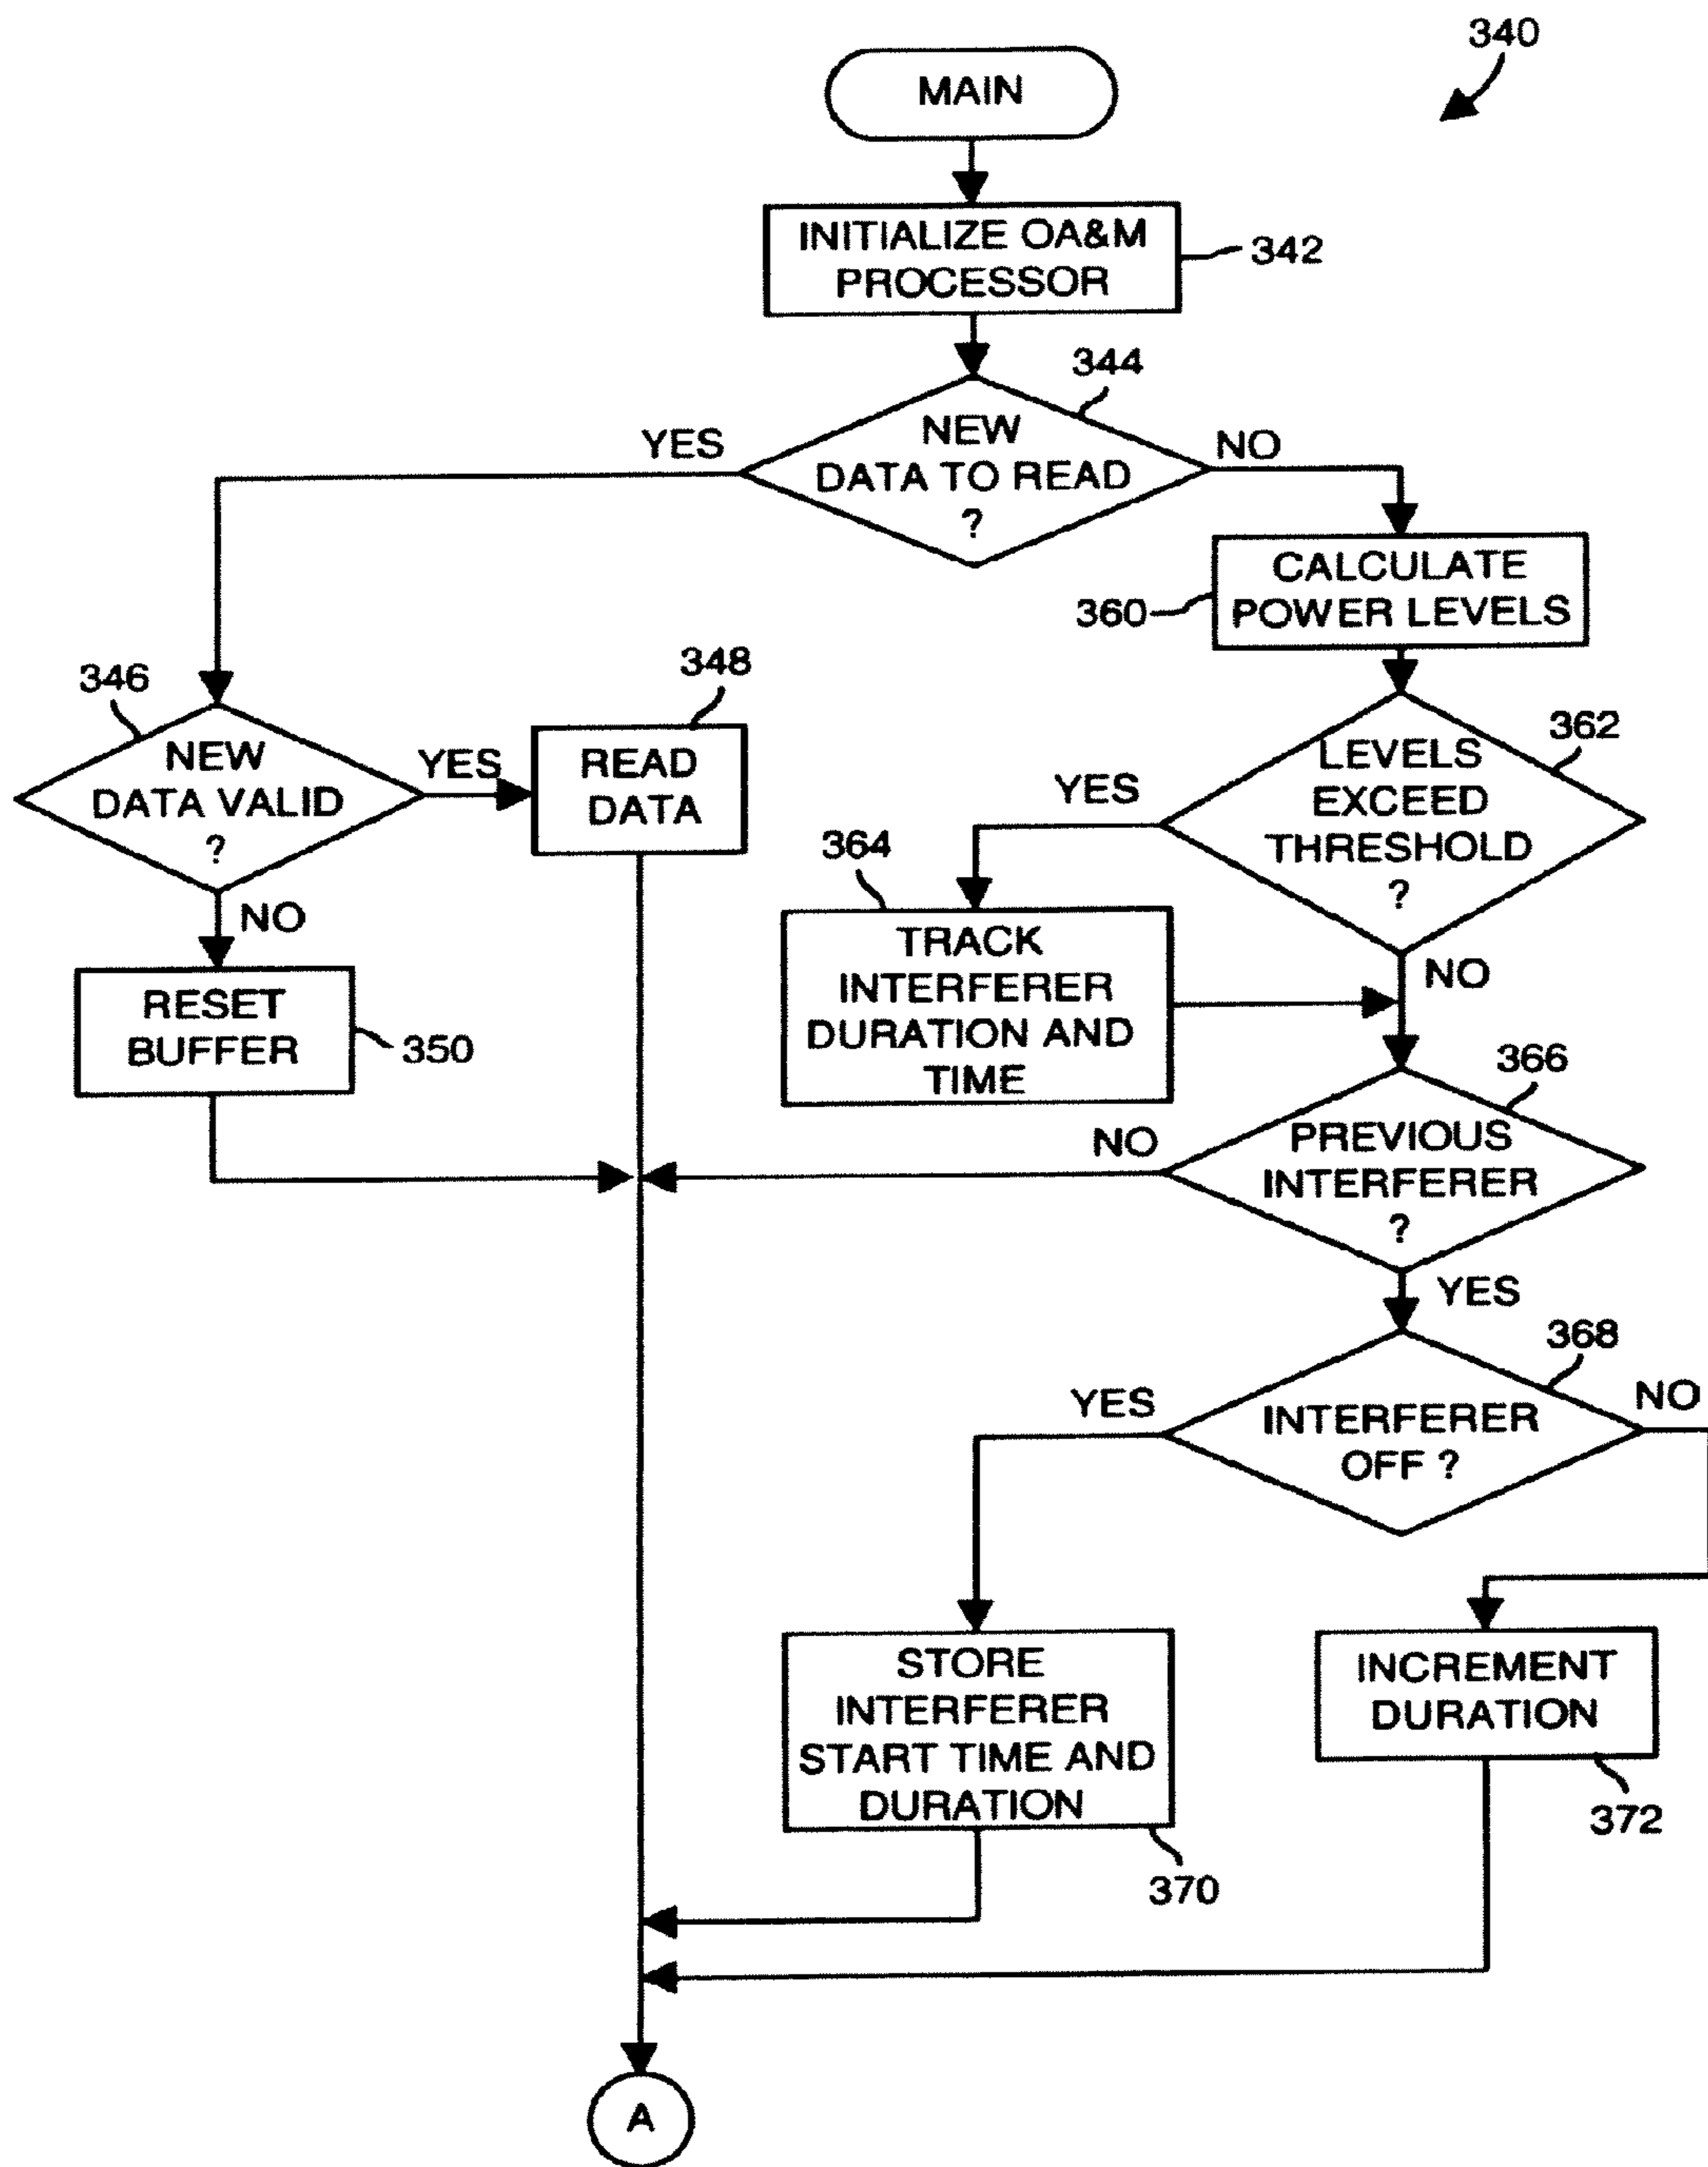 340
MAIN
INITIALIZE OA&M
PROCESSOR
342
344
NEW
DATA TO READ
?
YES
NO
CALCULATE
POWER LEVELS
360
346
NEW
DATA VALID
?
YES
348
READ
DATA
NO
RESET
BUFFER
350
362
LEVELS
EXCEED
THRESHOLD
?
YES
364
TRACK
INTERFERER
DURATION AND
TIME
NO
366
PREVIOUS
INTERFERER
?
NO
YES
368
INTERFERER
OFF ?
YES
NO
STORE
INTERFERER
START TIME AND
DURATION
370
INCREMENT
DURATION
372
A